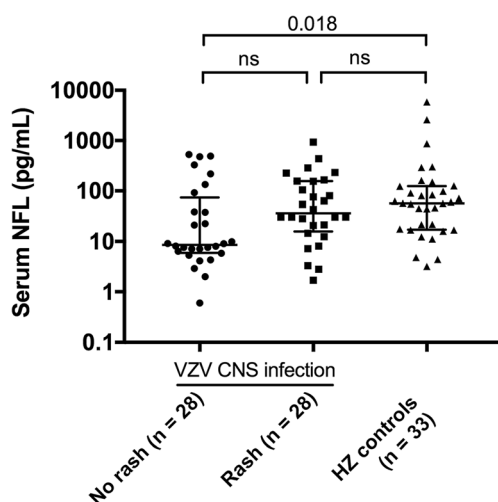 0.018
ns
ns
10000
1000
100
10
1
0.1
Serum NFL (pg/mL)
VZV CNS infection
No rash (n = 28)
Rash (n = 28)
HZ controls
(n = 33)